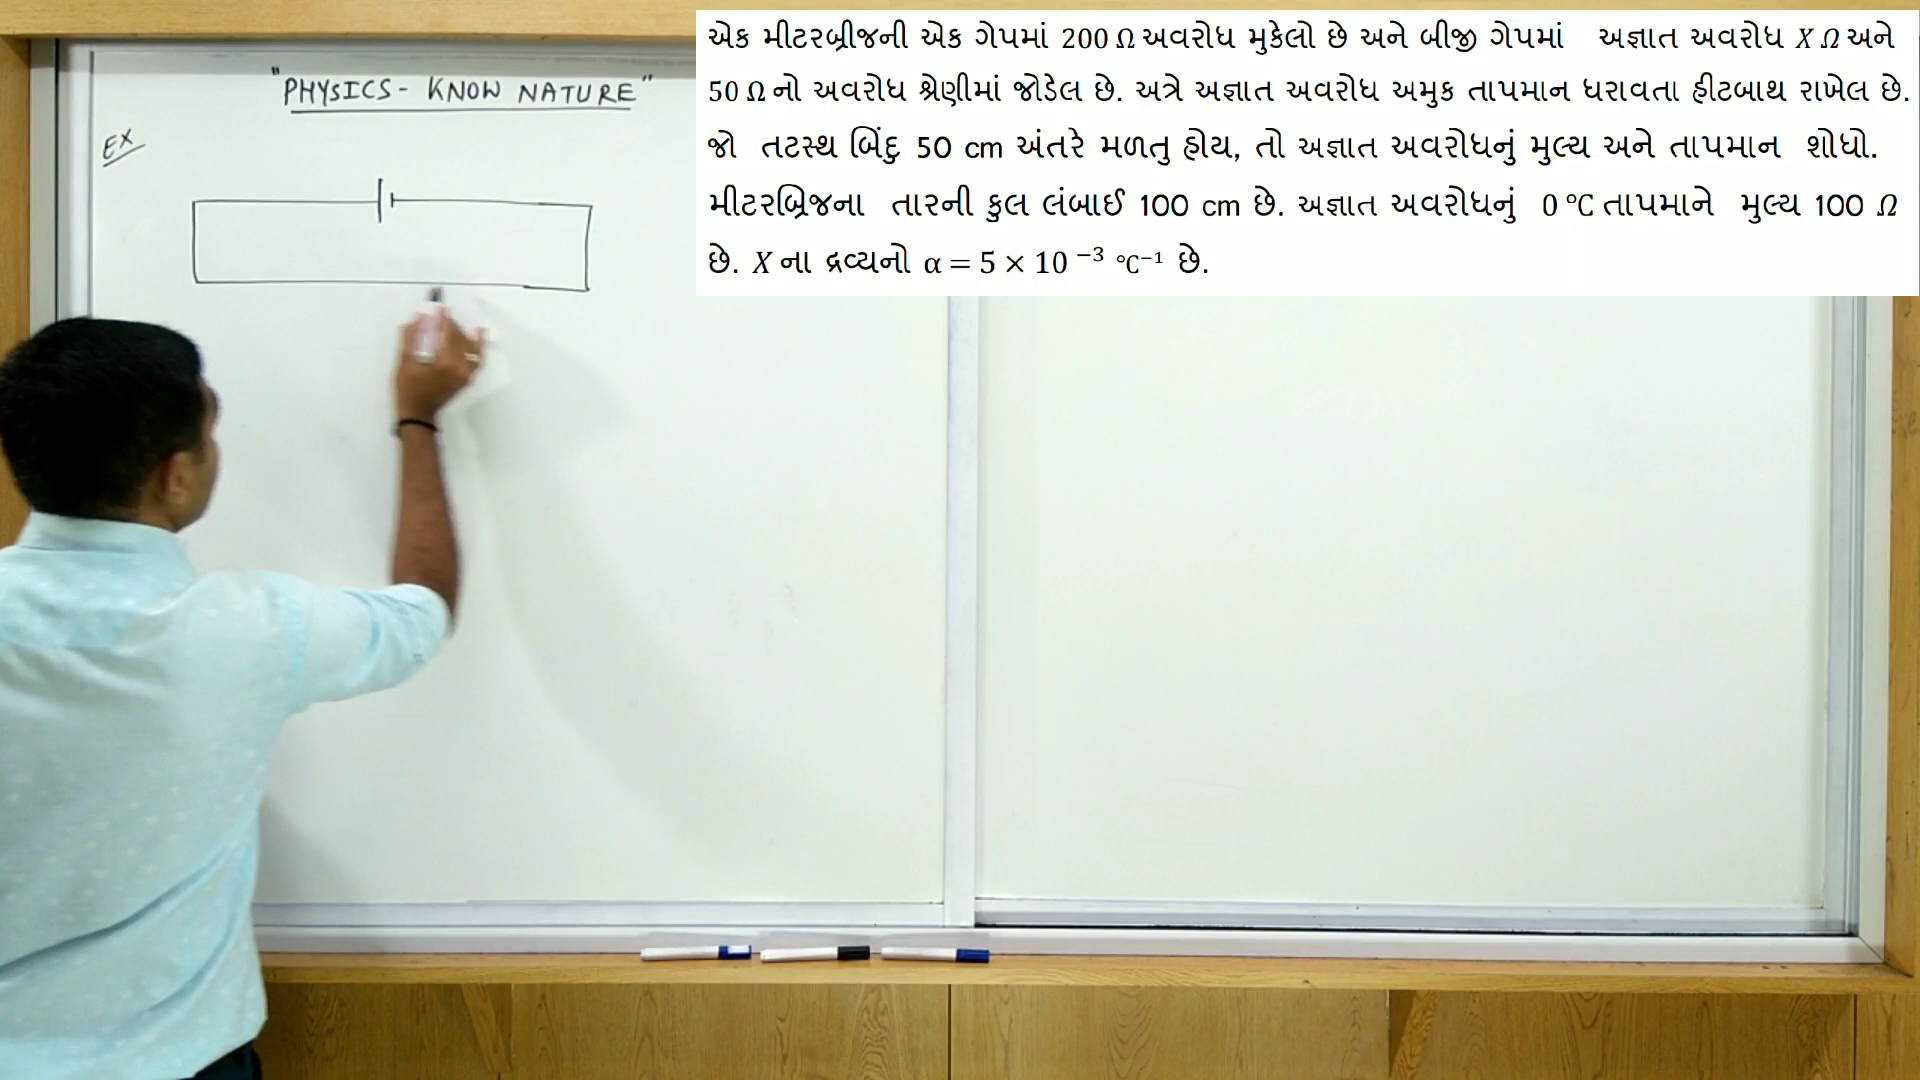 "PHYSICS - KNOW NATURE"
Ex
એક મીટરબ્રીજની એક ગેપમાં 200 Ω અવરોધ મુકેલો છે અને બીજી ગેપમાં અજ્ઞાત અવરોધ X Ω અને
50 Ω નો અવરોધ શ્રેણીમાં જોડેલ છે. અત્રે અજ્ઞાત અવરોધ અમુક તાપમાન ધરાવતા હીટબાથ રાખેલ છે.
જો તટસ્થ બિંદુ 50 cm અંતરે મળતુ હોય, તો અજ્ઞાત અવરોધનું મુલ્ય અને તાપમાન શોધો.
મીટરબ્રિજના તારની કુલ લંબાઈ 100 cm છે. અજ્ઞાત અવરોધનું 0 °C તાપમાને મુલ્ય 100 Ω
છે. X ના દ્રવ્યનો α = 5 × 10 ⁻³ °C⁻¹ છે.